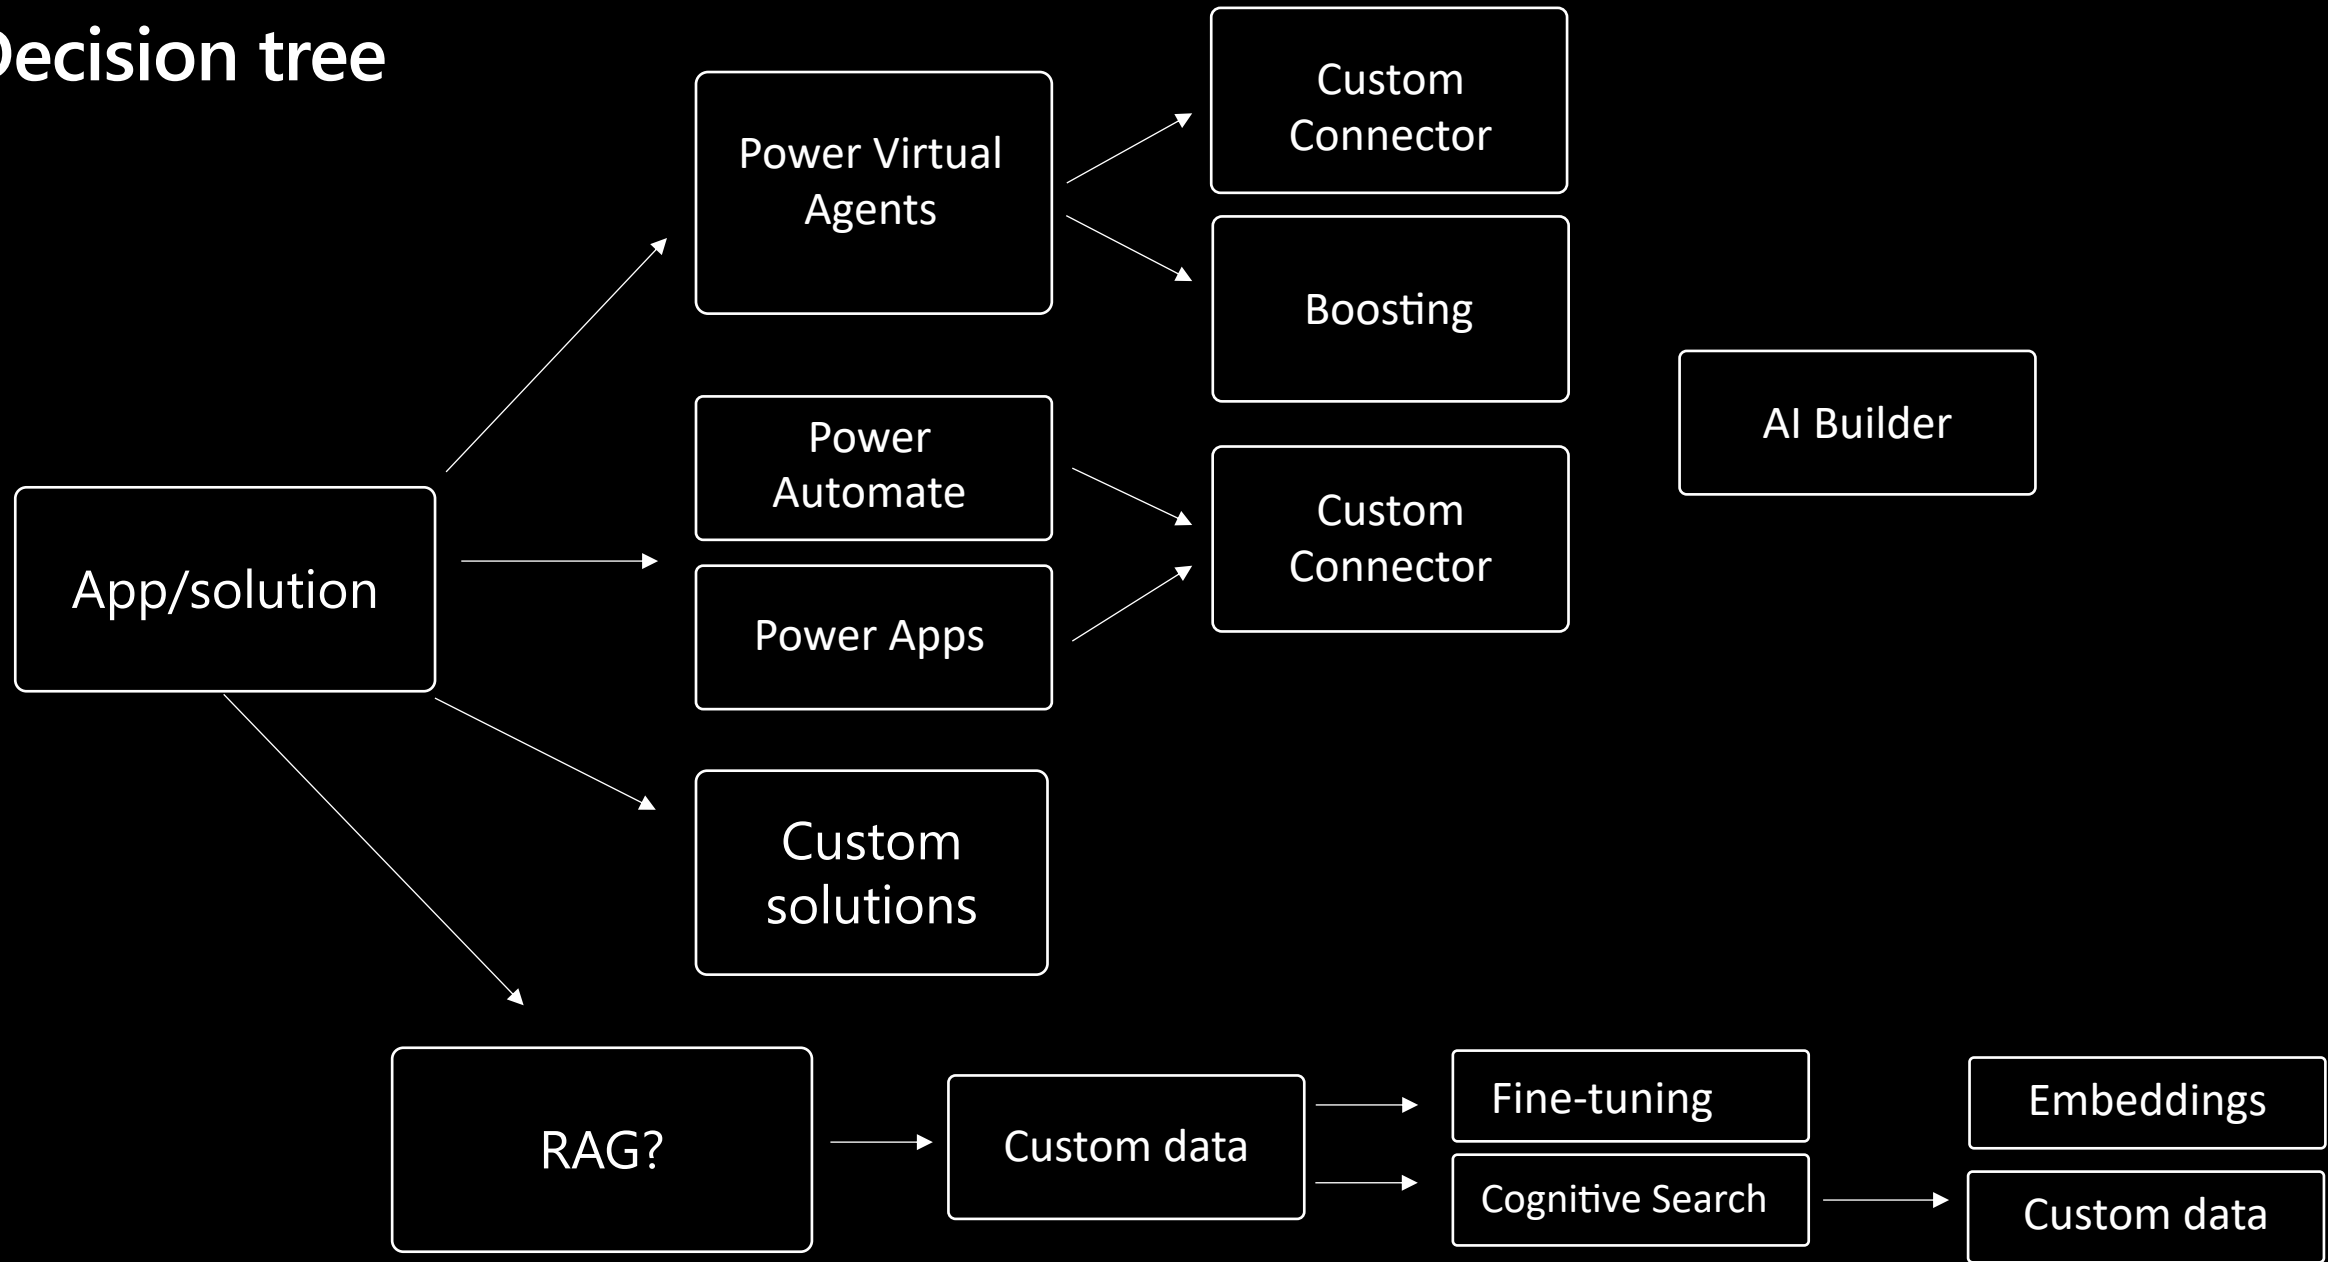 Decision tree
Power Virtual
Agents
Custom
Connector
Boosting
AI Builder
Power
Automate
Power Apps
Custom
Connector
App/solution
Custom
solutions
RAG?
Custom data
Fine-tuning
Cognitive Search
Embeddings
Custom data